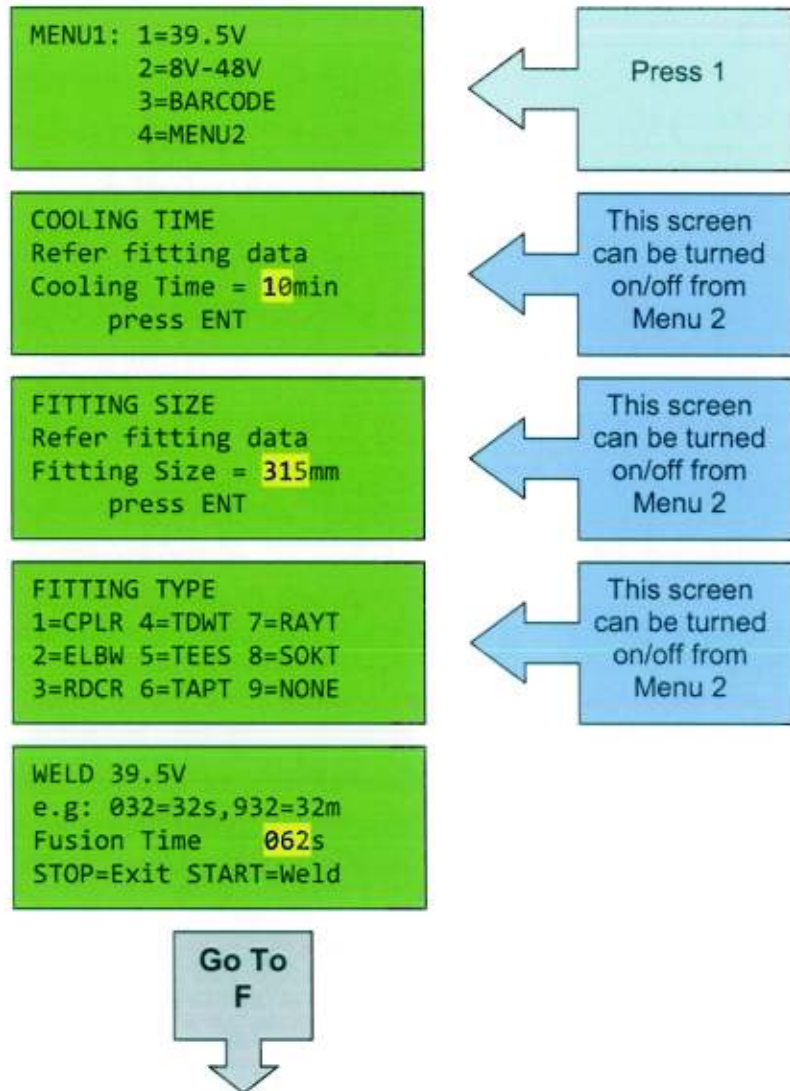 MENU1: 1=39.5V
2=8V-48V
3=BARCODE
4=MENU2
Press 1
COOLING TIME
Refer fitting data
Cooling Time = 10min
press ENT
This screen
can be turned
on/off from
Menu 2
FITTING SIZE
Refer fitting data
Fitting Size = 315mm
press ENT
This screen
can be turned
on/off from
Menu 2
FITTING TYPE
1=CPLR 4=TDWT 7=RAYT
2=ELBW 5=TEES 8=SOKT
3=RDCR 6=TAPT 9=NONE
This screen
can be turned
on/off from
Menu 2
WELD 39.5V
e.g: 032=32s,932=32m
Fusion Time 062s
STOP=Exit START=Weld
Go To
F